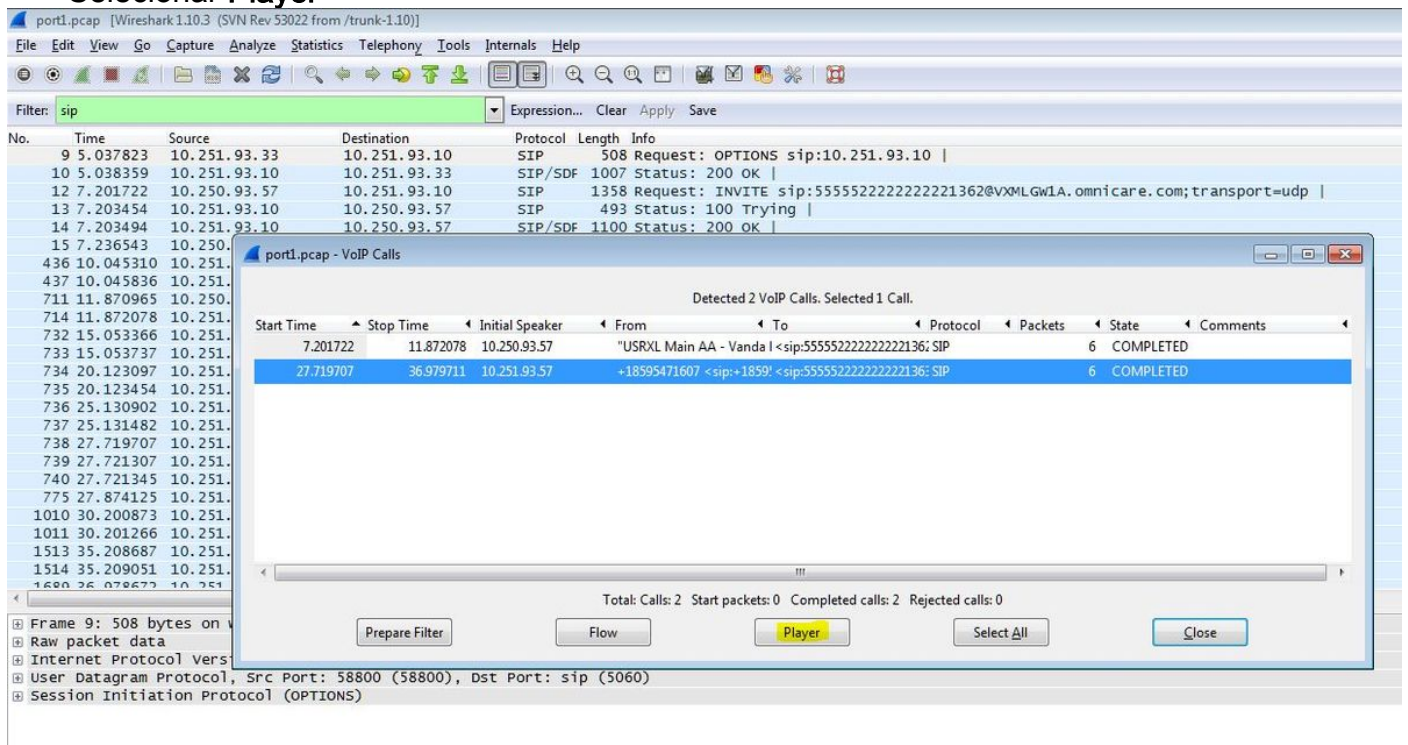 Selecionar Player
port1.pcap [Wireshark 1.10.3 (SVN Rev 53022 from /trunk-1.10)]
File Edit View Go Capture Analyze Statistics Telephony Tools Internals Help
Filter: sip Expression... Clear Apply Save
No. Time Source Destination Protocol Length Info
9 5.037823 10.251.93.33 10.251.93.10 SIP 508 Request: OPTIONS sip:10.251.93.10 |
10 5.038359 10.251.93.10 10.251.93.33 SIP/SDP 1007 Status: 200 OK |
12 7.201722 10.250.93.57 10.251.93.10 SIP 1358 Request: INVITE sip:5555522222222221362@VXMLGW1A.omnicare.com;transport=udp |
13 7.203454 10.251.93.10 10.250.93.57 SIP 493 Status: 100 Trying |
14 7.203494 10.251.93.10 10.250.93.57 SIP/SDP 1100 Status: 200 OK |
15 7.236543 10.250.
436 10.045310 10.251.
437 10.045836 10.251.
711 11.870965 10.250.
714 11.872078 10.251.
732 15.053366 10.251.
733 15.053737 10.251.
734 20.123097 10.251.
735 20.123454 10.251.
736 25.130902 10.251.
737 25.131482 10.251.
738 27.719707 10.251.
739 27.721307 10.251.
740 27.721345 10.251.
775 27.874125 10.251.
1010 30.200873 10.251.
1011 30.201266 10.251.
1513 35.208687 10.251.
1514 35.209051 10.251.
1689 36.978672 10.251
port1.pcap - VoIP Calls
Detected 2 VoIP Calls. Selected 1 Call.
Start Time Stop Time Initial Speaker From To Protocol Packets State Comments
7.201722 11.872078 10.250.93.57 "USRXL Main AA - Vanda I <sip:5555522222222221362 SIP 6 COMPLETED
27.719707 36.979711 10.251.93.57 +18595471607 <sip:+1859! <sip:555552222222222136 SIP 6 COMPLETED
Total: Calls: 2 Start packets: 0 Completed calls: 2 Rejected calls: 0
Prepare Filter Flow Player Select All Close
Frame 9: 508 bytes on
Raw packet data
Internet Protocol Vers
User Datagram Protocol, Src Port: 58800 (58800), Dst Port: sip (5060)
Session Initiation Protocol (OPTIONS)